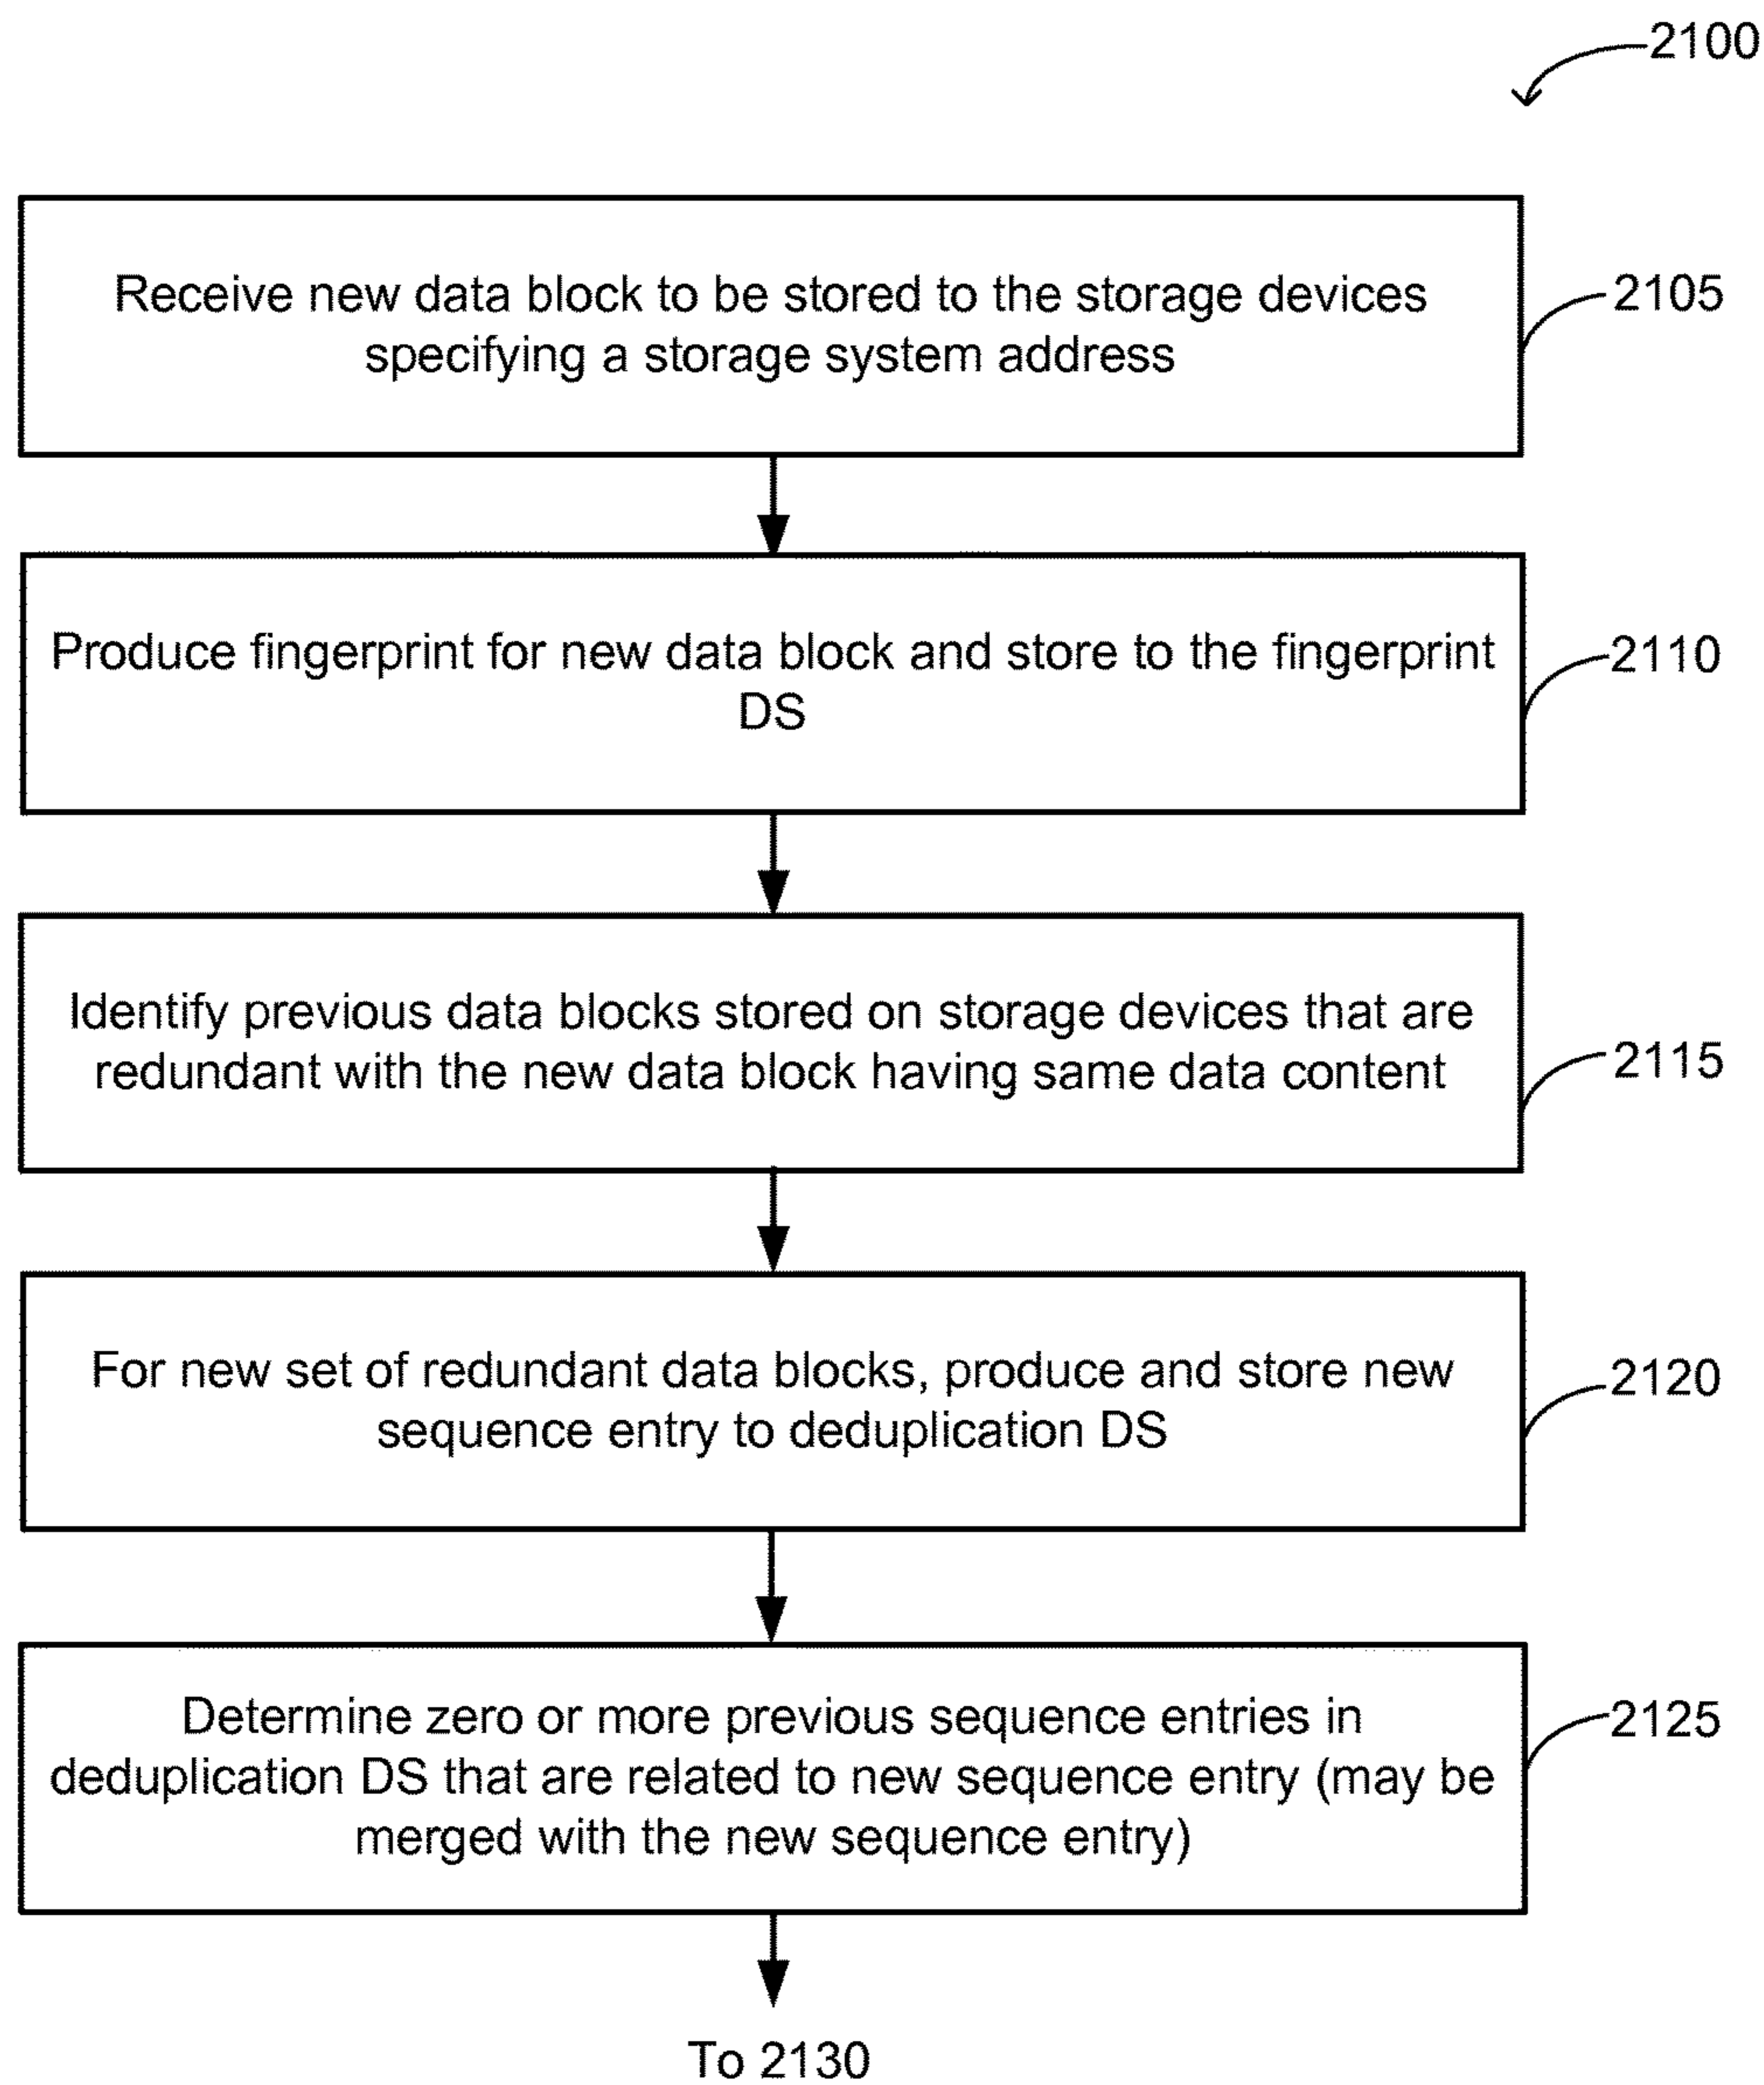 2100
Receive new data block to be stored to the storage devices
specifying a storage system address
2105
Produce fingerprint for new data block and store to the fingerprint
DS
2110
Identify previous data blocks stored on storage devices that are
redundant with the new data block having same data content
2115
For new set of redundant data blocks, produce and store new
sequence entry to deduplication DS
2120
Determine zero or more previous sequence entries in
deduplication DS that are related to new sequence entry (may be
merged with the new sequence entry)
2125
To 2130